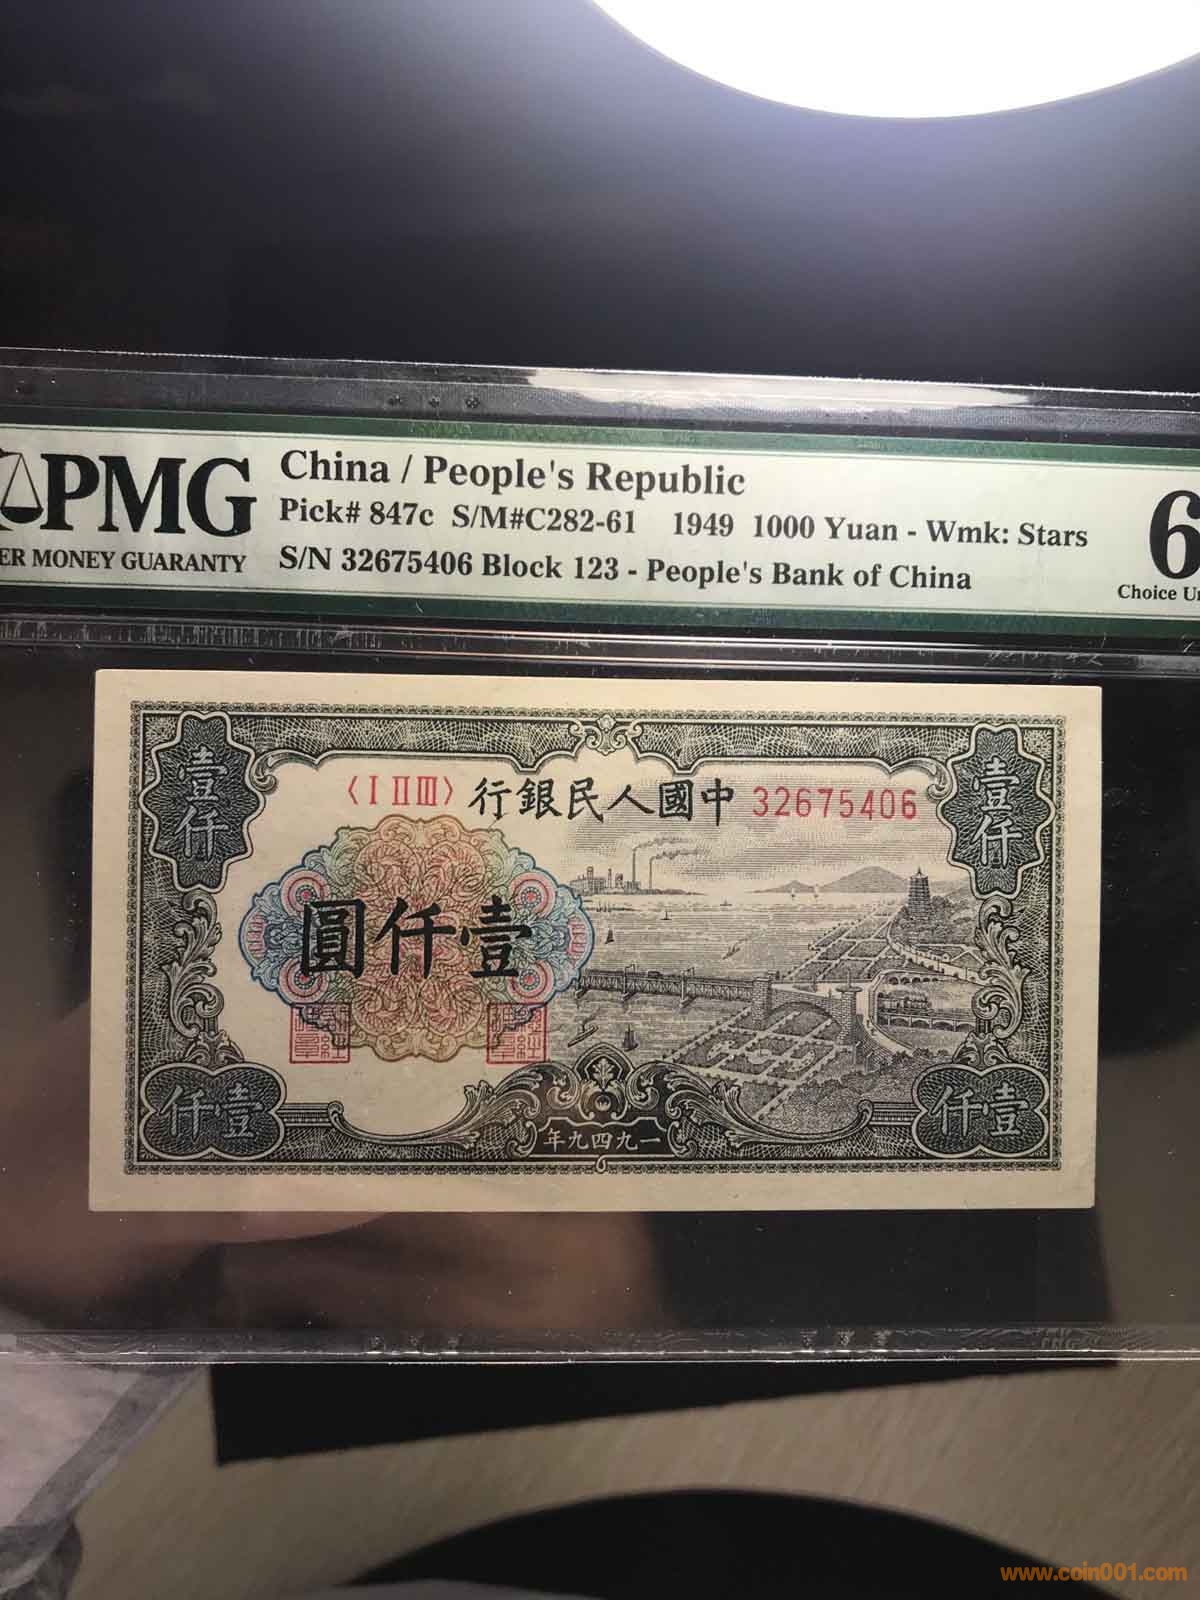 PMG
ER MONEY GUARANTY
China / People's Republic
Pick# 847c S/M#C282-61 1949 1000 Yuan - Wmk: Stars
S/N 32675406 Block 123 - People's Bank of China
6
Choice U
壹仟
壹仟
〈I II III〉
行銀民人國中
32675406
圓仟壹
仟壹
仟壹
年九四九一
www.coin001.com